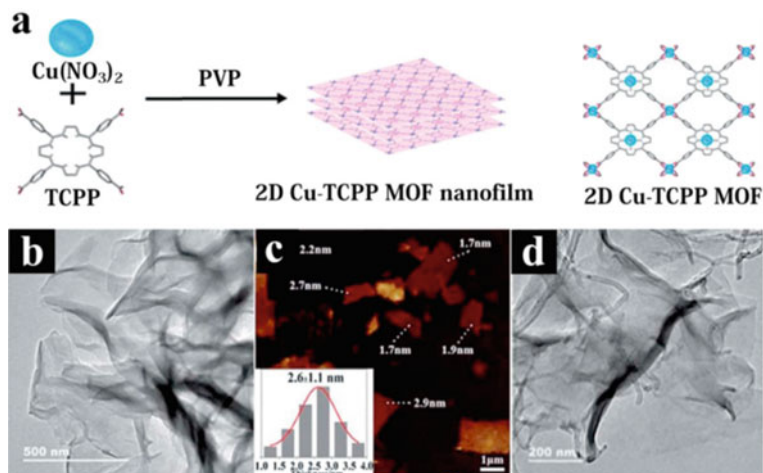 a
Cu(NO₃)₂
+
TCPP
PVP
2D Cu-TCPP MOF nanofilm
2D Cu-TCPP MOF
b
500 nm
c
2.2nm
1.7nm
2.7nm
1.7nm
1.9nm
2.9nm
2.6±1.1 nm
1.0 1.5 2.0 2.5 3.0 3.5 4.0
1μm
d
200 nm